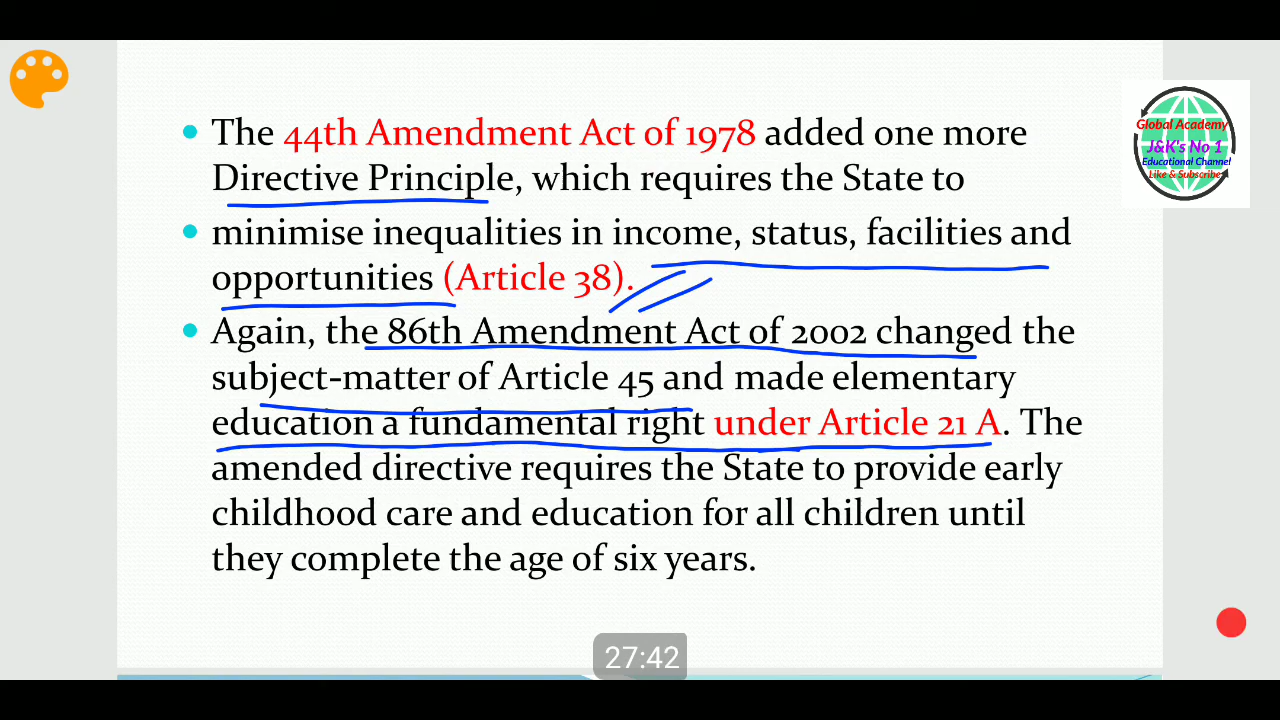 The 44th Amendment Act of 1978 added one more
Directive Principle, which requires the State to
minimise inequalities in income, status, facilities and
opportunities (Article 38).
Again, the 86th Amendment Act of 2002 changed the
subject-matter of Article 45 and made elementary
education a fundamental right under Article 21 A. The
amended directive requires the State to provide early
childhood care and education for all children until
they complete the age of six years.
Global Academy
J&K's No 1
Educational Channel
Like & Subscribe
27:42